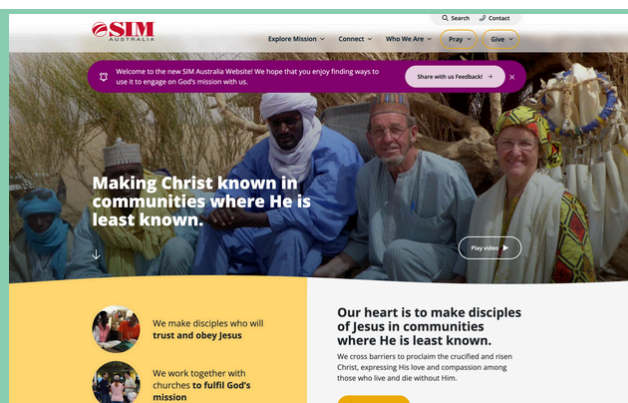 Search Contact
SIM
AUSTRALIA
Explore Mission Connect Who We Are Pray Give
Welcome to the new SIM Australia Website! We hope that you enjoy finding ways to
use it to engage on God's mission with us.
Share with us Feedback!
Making Christ known in
communities where He is
least known.
Play video
We make disciples who will
trust and obey Jesus
We work together with
churches to fulfil God's
mission
Our heart is to make disciples
of Jesus in communities
where He is least known.
We cross barriers to proclaim the crucified and risen
Christ, expressing His love and compassion among
those who live and die without Him.